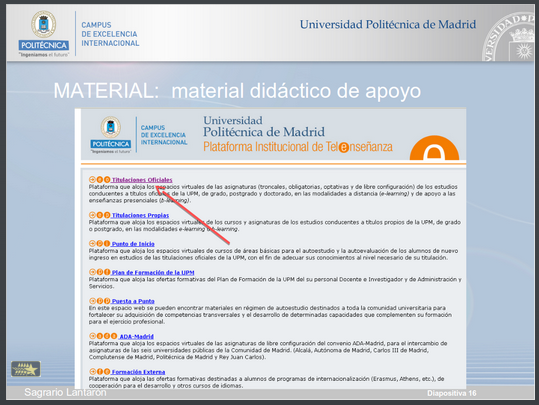 POLITÉCNICA
"Ingeniamos el futuro"
CAMPUS
DE EXCELENCIA
INTERNACIONAL
Universidad Politécnica de Madrid
MATERIAL: material didáctico de apoyo
POLITÉCNICA
"Ingeniamos el futuro"
CAMPUS
DE EXCELENCIA
INTERNACIONAL
Universidad
Politécnica de Madrid
Plataforma Institucional de Telenseñanza
Titulaciones Oficiales
Plataforma que aloja los espacios virtuales de las asignaturas (troncales, obligatorias, optativas y de libre configuración) de los estudios
conducentes a títulos oficiales de la UPM, de grado, postgrado y doctorado, en las modalidades a distancia (e-learning) y de apoyo a las
enseñanzas presenciales (b-learning).
Titulaciones Propias
Plataforma que aloja los espacios virtuales de los cursos y asignaturas de los estudios conducentes a títulos propios de la UPM, de grado
o postgrado, en las modalidades e-learning o b-learning.
Punto de Inicio
Plataforma que aloja los espacios virtuales de cursos de áreas básicas para el autoestudio y la autoevaluación de los alumnos de nuevo
ingreso en estudios de las titulaciones oficiales de la UPM, con el fin de adecuar sus conocimientos al nivel necesario de su titulación.
Plan de Formación de la UPM
Plataforma que aloja las ofertas formativas del Plan de Formación de la UPM del su personal Docente e Investigador y de Administración y
Servicios.
Puesta a Punto
En este espacio web se pueden encontrar materiales en régimen de autoestudio destinados a toda la comunidad universitaria para
fortalecer su adquisición de competencias transversales y el desarrollo de determinadas capacidades que complementen su formación
para el ejercicio profesional.
ADA-Madrid
Plataforma que aloja los espacios virtuales de las asignaturas de libre configuración del convenio ADA-Madrid, para el intercambio de
asignaturas de las seis universidades públicas de la Comunidad de Madrid. (Alcalá, Autónoma de Madrid, Carlos III de Madrid,
Complutense de Madrid, Politécnica de Madrid y Rey Juan Carlos).
Formación Externa
Plataforma que aloja las ofertas formativas destinadas a alumnos de programas de internacionalización (Erasmus, Athens, etc.), de
cooperación para el desarrollo y otros cursos de idiomas.
Sagrario Lantarón
Diapositiva 16